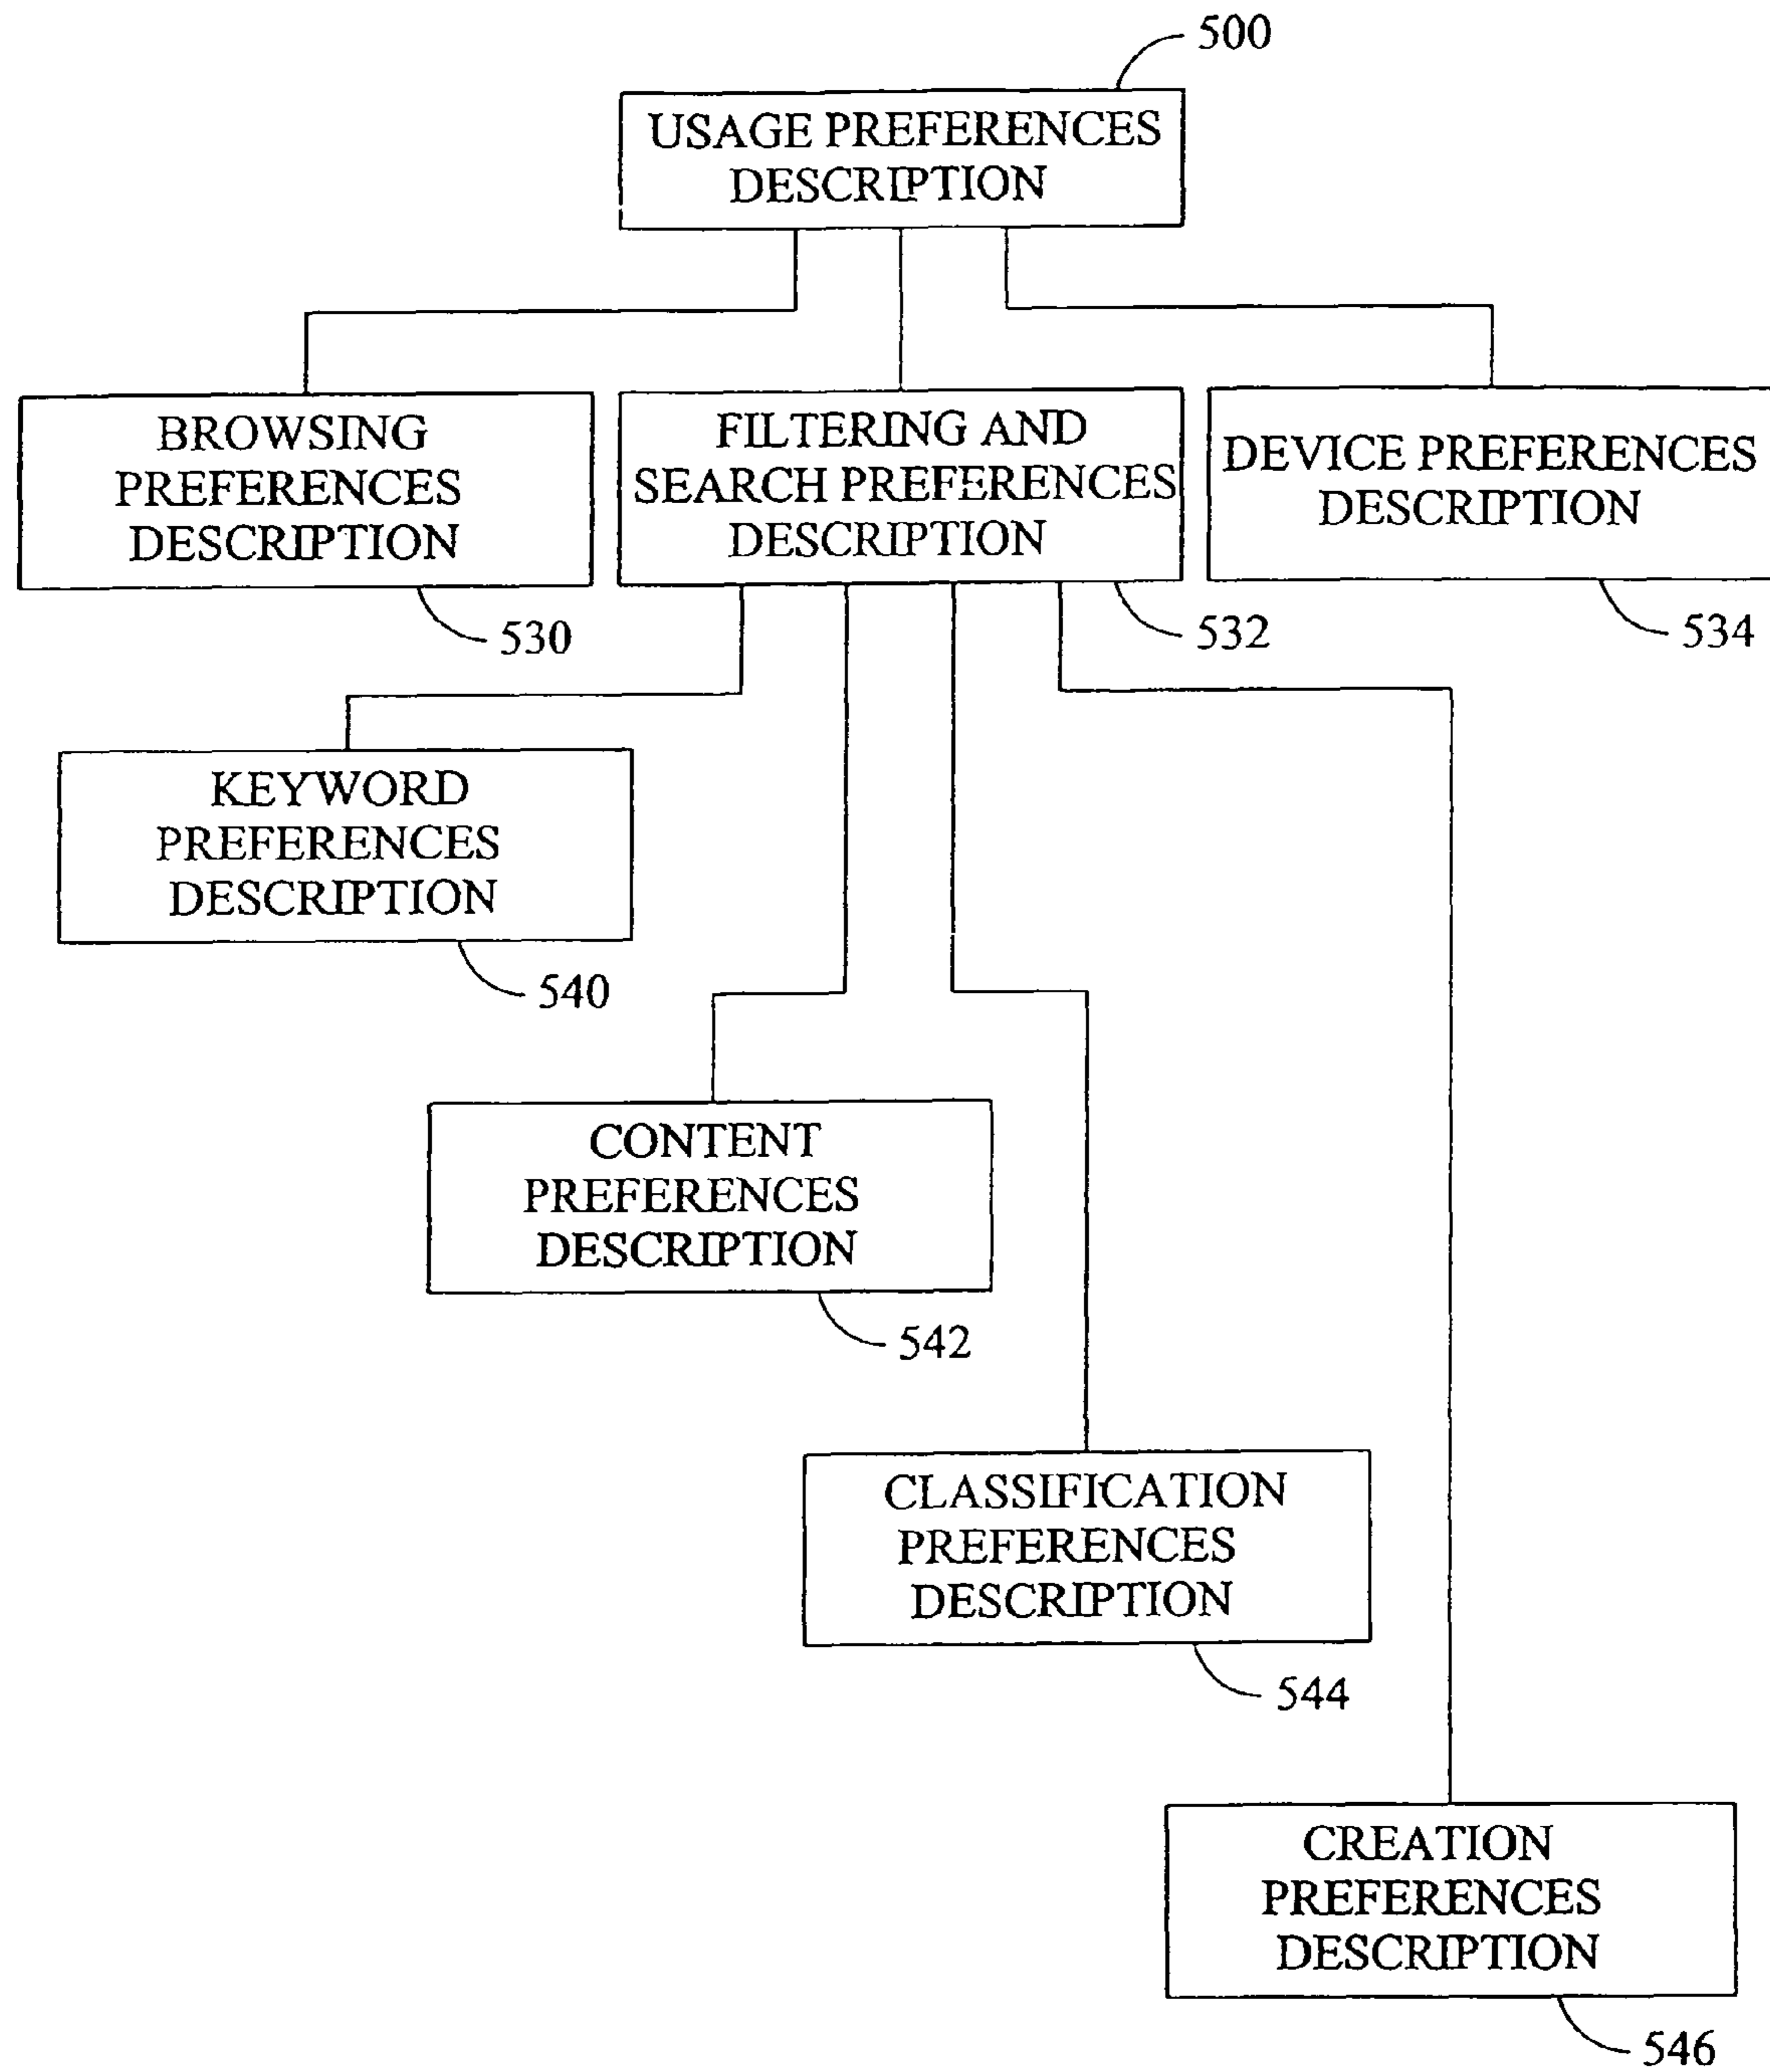 500
USAGE PREFERENCES
DESCRIPTION
BROWSING
PREFERENCES
DESCRIPTION
530
FILTERING AND
SEARCH PREFERENCES
DESCRIPTION
532
DEVICE PREFERENCES
DESCRIPTION
534
KEYWORD
PREFERENCES
DESCRIPTION
540
CONTENT
PREFERENCES
DESCRIPTION
542
CLASSIFICATION
PREFERENCES
DESCRIPTION
544
CREATION
PREFERENCES
DESCRIPTION
546